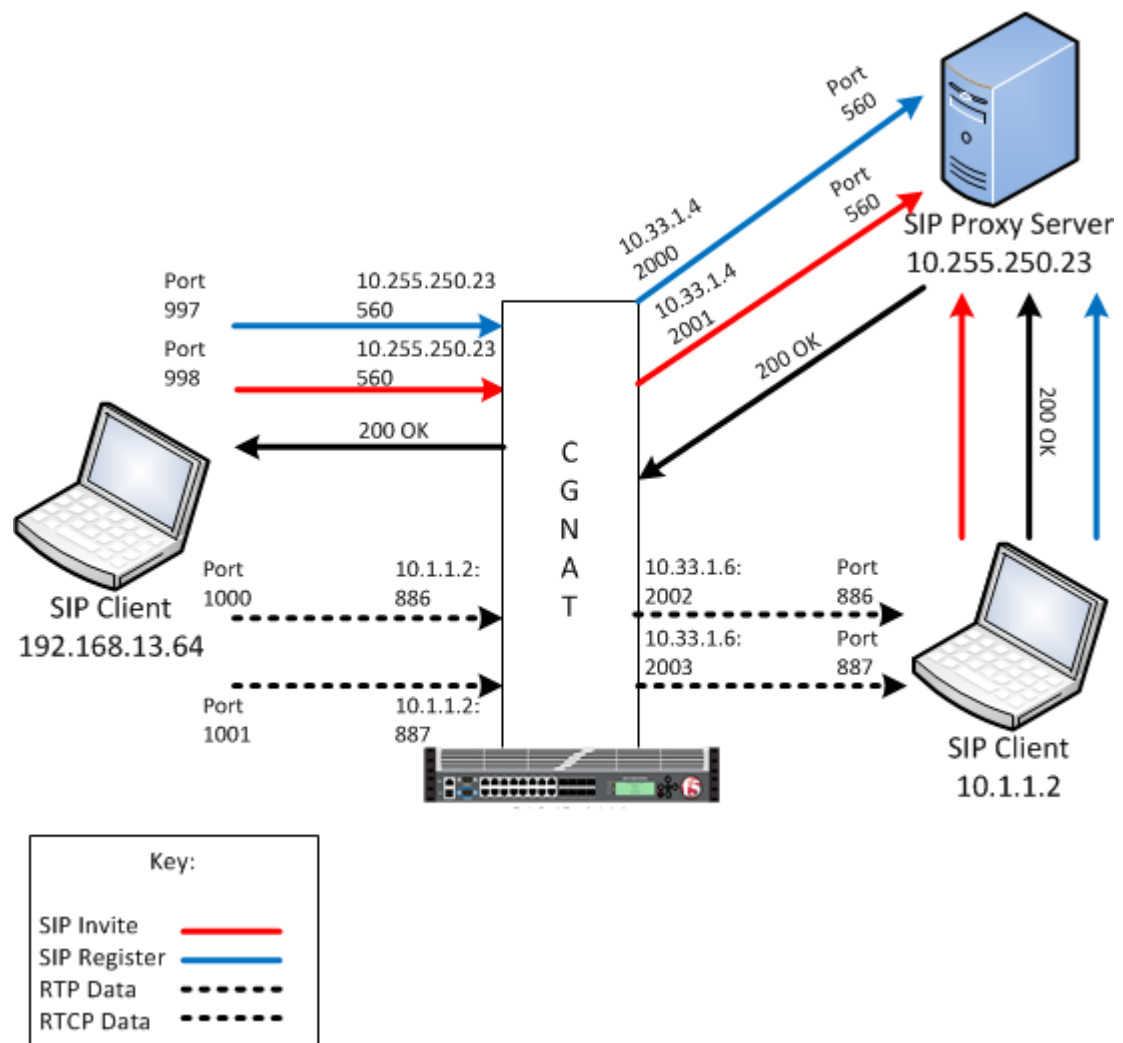 Port
560
Port
560
10.33.1.4
2000
10.33.1.4
2001
SIP Proxy Server
10.255.250.23
Port
997
10.255.250.23
560
Port
998
10.255.250.23
560
200 OK
200 OK
200 OK
C
G
N
A
T
SIP Client
192.168.13.64
Port
1000
10.1.1.2:
886
10.33.1.6:
2002
Port
886
10.33.1.6:
2003
Port
887
Port
1001
10.1.1.2:
887
SIP Client
10.1.1.2
f5
Key:
SIP Invite
SIP Register
RTP Data
RTCP Data